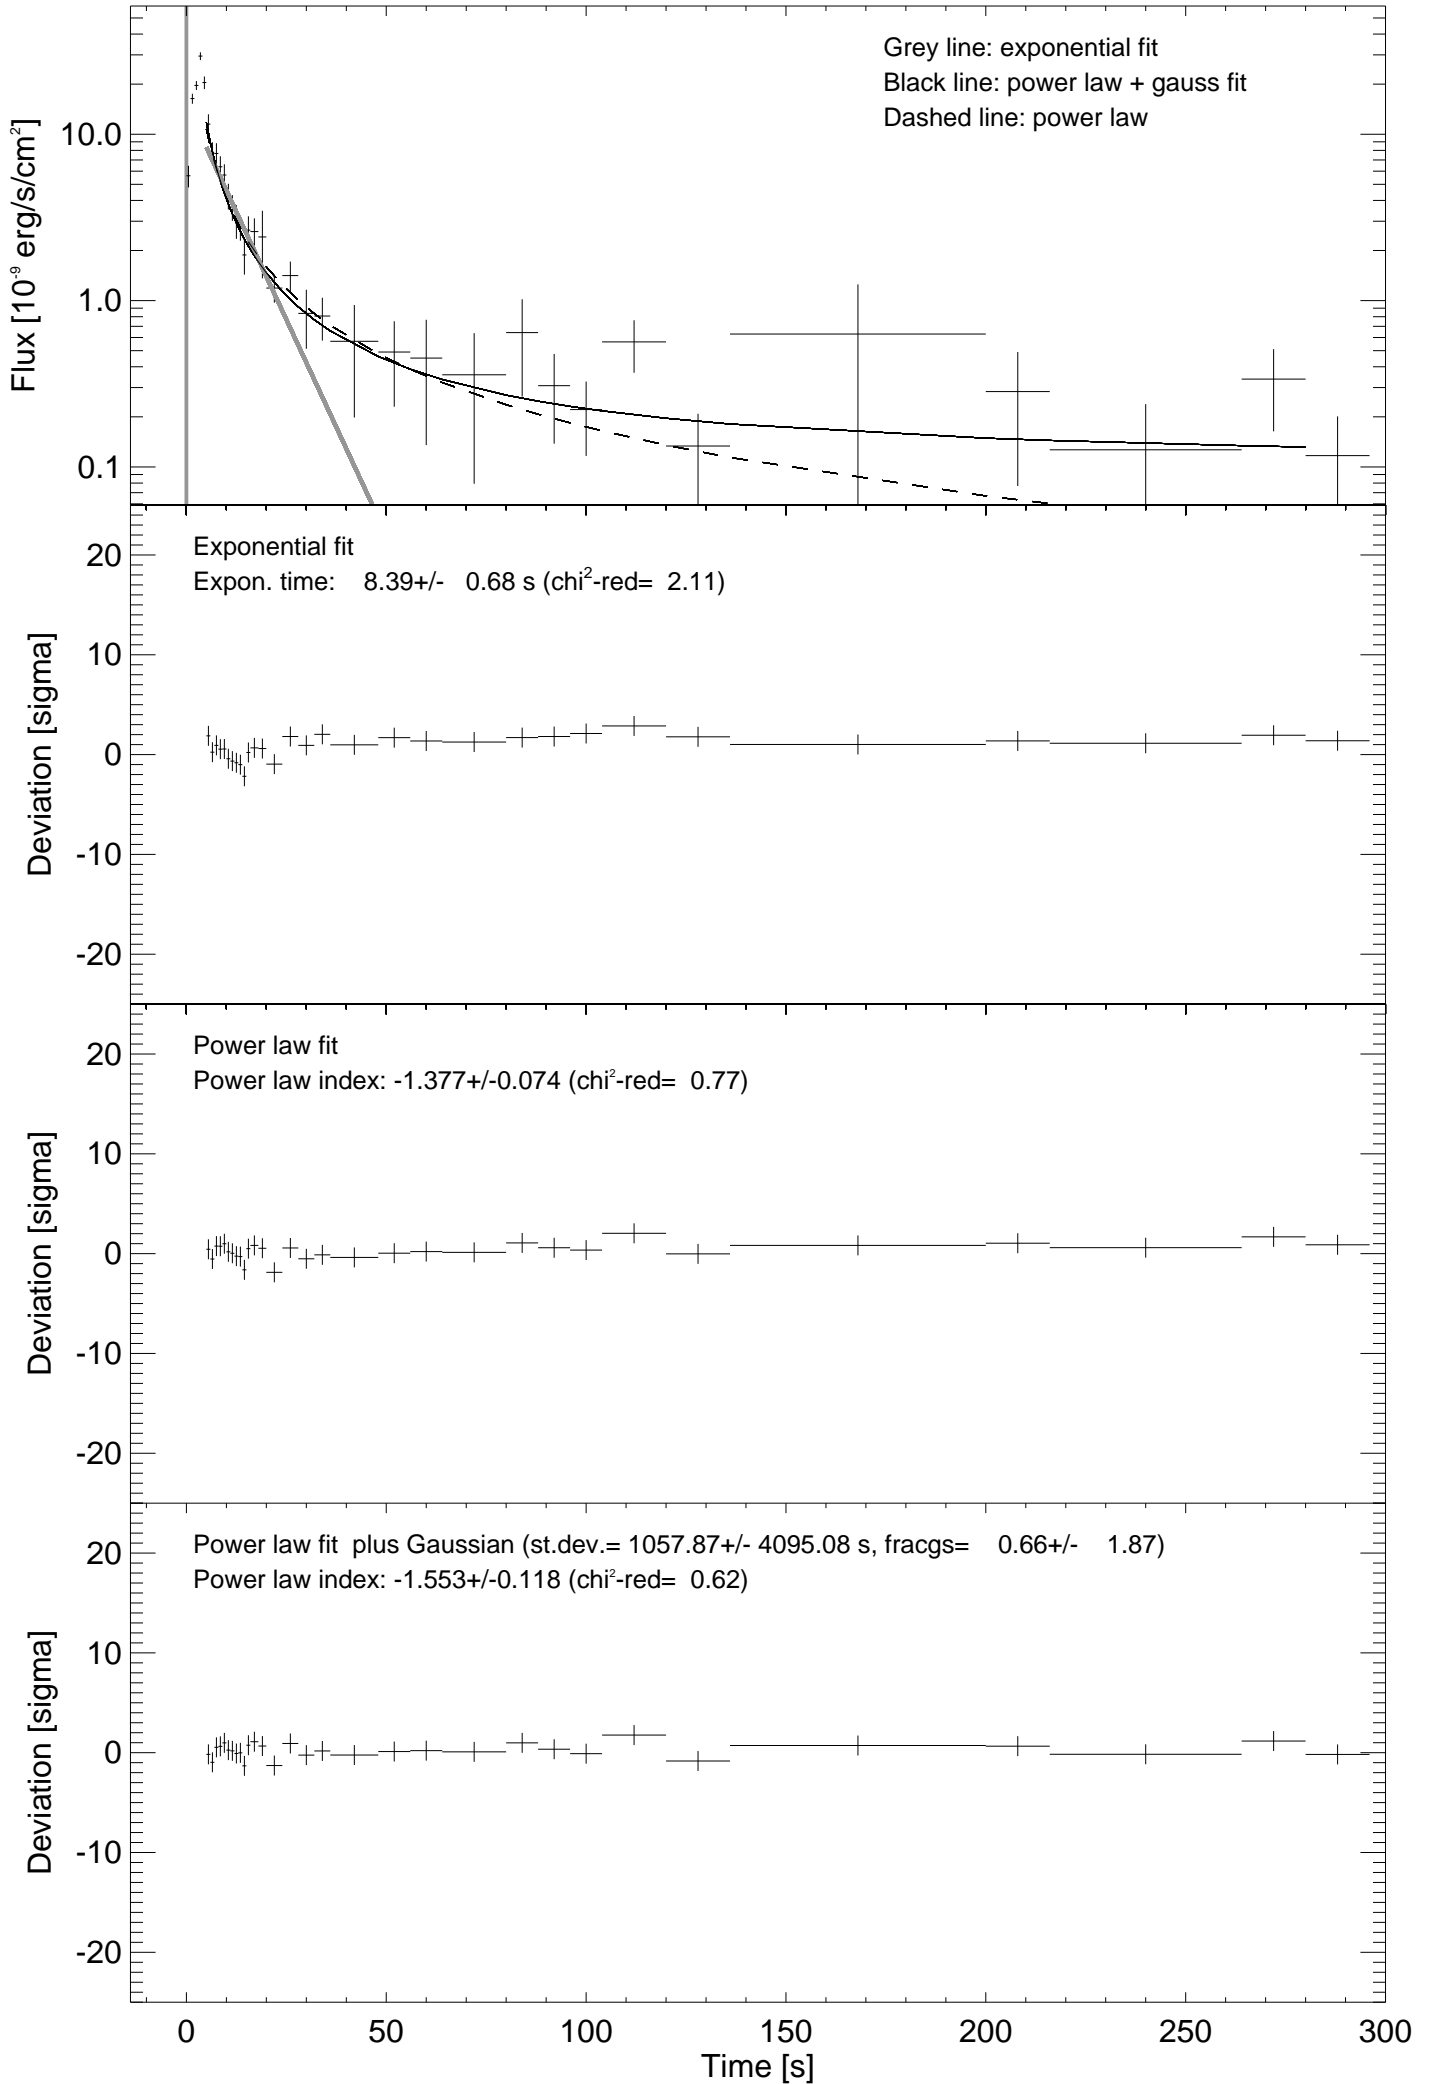 Grey line: exponential fit
Black line: power law + gauss fit
Dashed line: power law
Flux [10⁻⁹ erg/s/cm²]
10.0
1.0
0.1
Exponential fit
Expon. time: 8.39+/- 0.68 s (chi²-red= 2.11)
Deviation [sigma]
20
10
0
-10
-20
Power law fit
Power law index: -1.377+/-0.074 (chi²-red= 0.77)
Deviation [sigma]
20
10
0
-10
-20
Power law fit plus Gaussian (st.dev.= 1057.87+/- 4095.08 s, fracgs= 0.66+/- 1.87)
Power law index: -1.553+/-0.118 (chi²-red= 0.62)
Deviation [sigma]
20
10
0
-10
-20
0 50 100 150 200 250 300
Time [s]